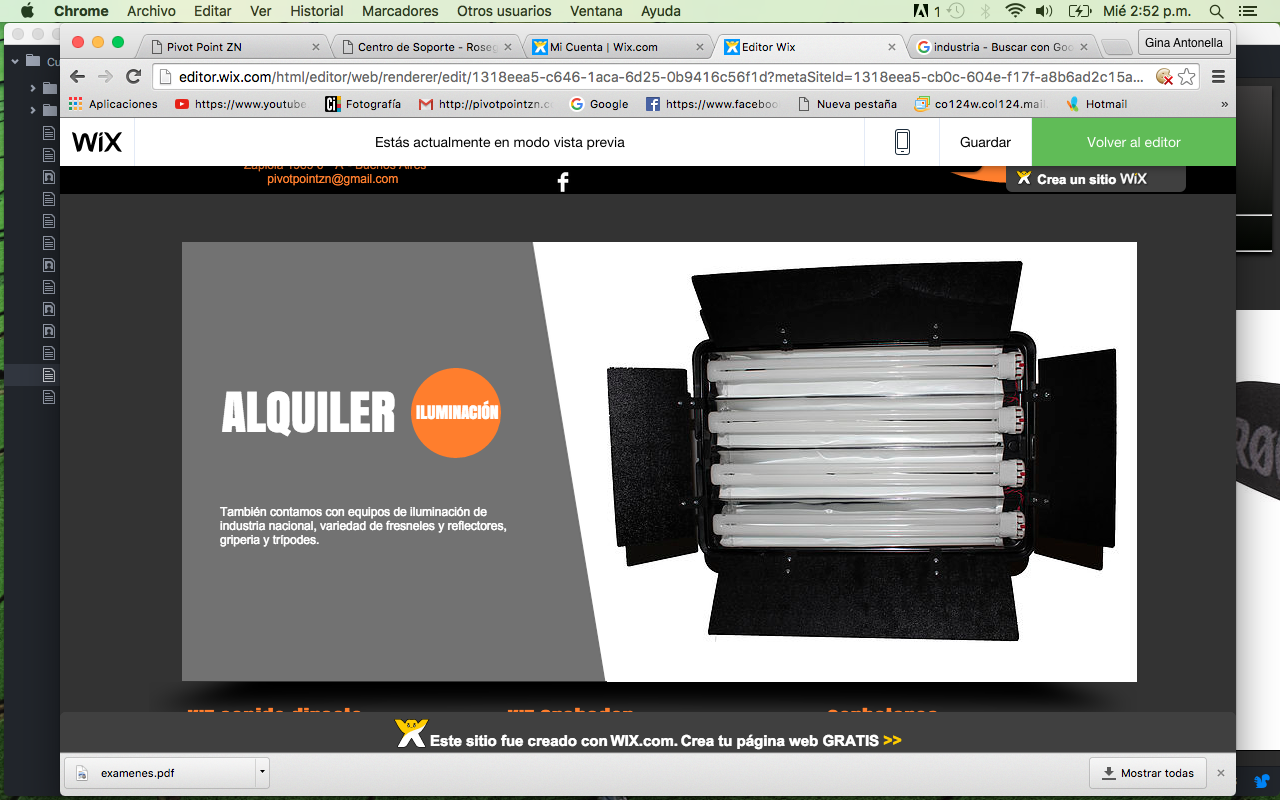 Chrome Archivo Editar Ver Historial Marcadores Otros usuarios Ventana Ayuda 1 Mié 2:52 p.m.
Pivot Point ZN Centro de Soporte - Roseg Mi Cuenta | Wix.com Editor Wix industria - Buscar con Goo Gina Antonella
Cu
editor.wix.com/html/editor/web/renderer/edit/1318eea5-c646-1aca-6d25-0b9416c56f1d?metaSiteId=1318eea5-cb0c-604e-f17f-a8b6ad2c15a...
Aplicaciones https://www.youtube Fotografía http://pivotpointzn.c Google https://www.faceboo Nueva pestaña co124w.col124.mail. Hotmail »
WiX Estás actualmente en modo vista previa Guardar Volver al editor
pivotpointzn@gmail.com
Crea un sitio WiX
ALQUILER ILUMINACIÓN
También contamos con equipos de iluminación de
industria nacional, variedad de fresneles y reflectores,
griperia y trípodes.
Este sitio fue creado con WIX.com. Crea tu página web GRATIS >>
examenes.pdf Mostrar todas